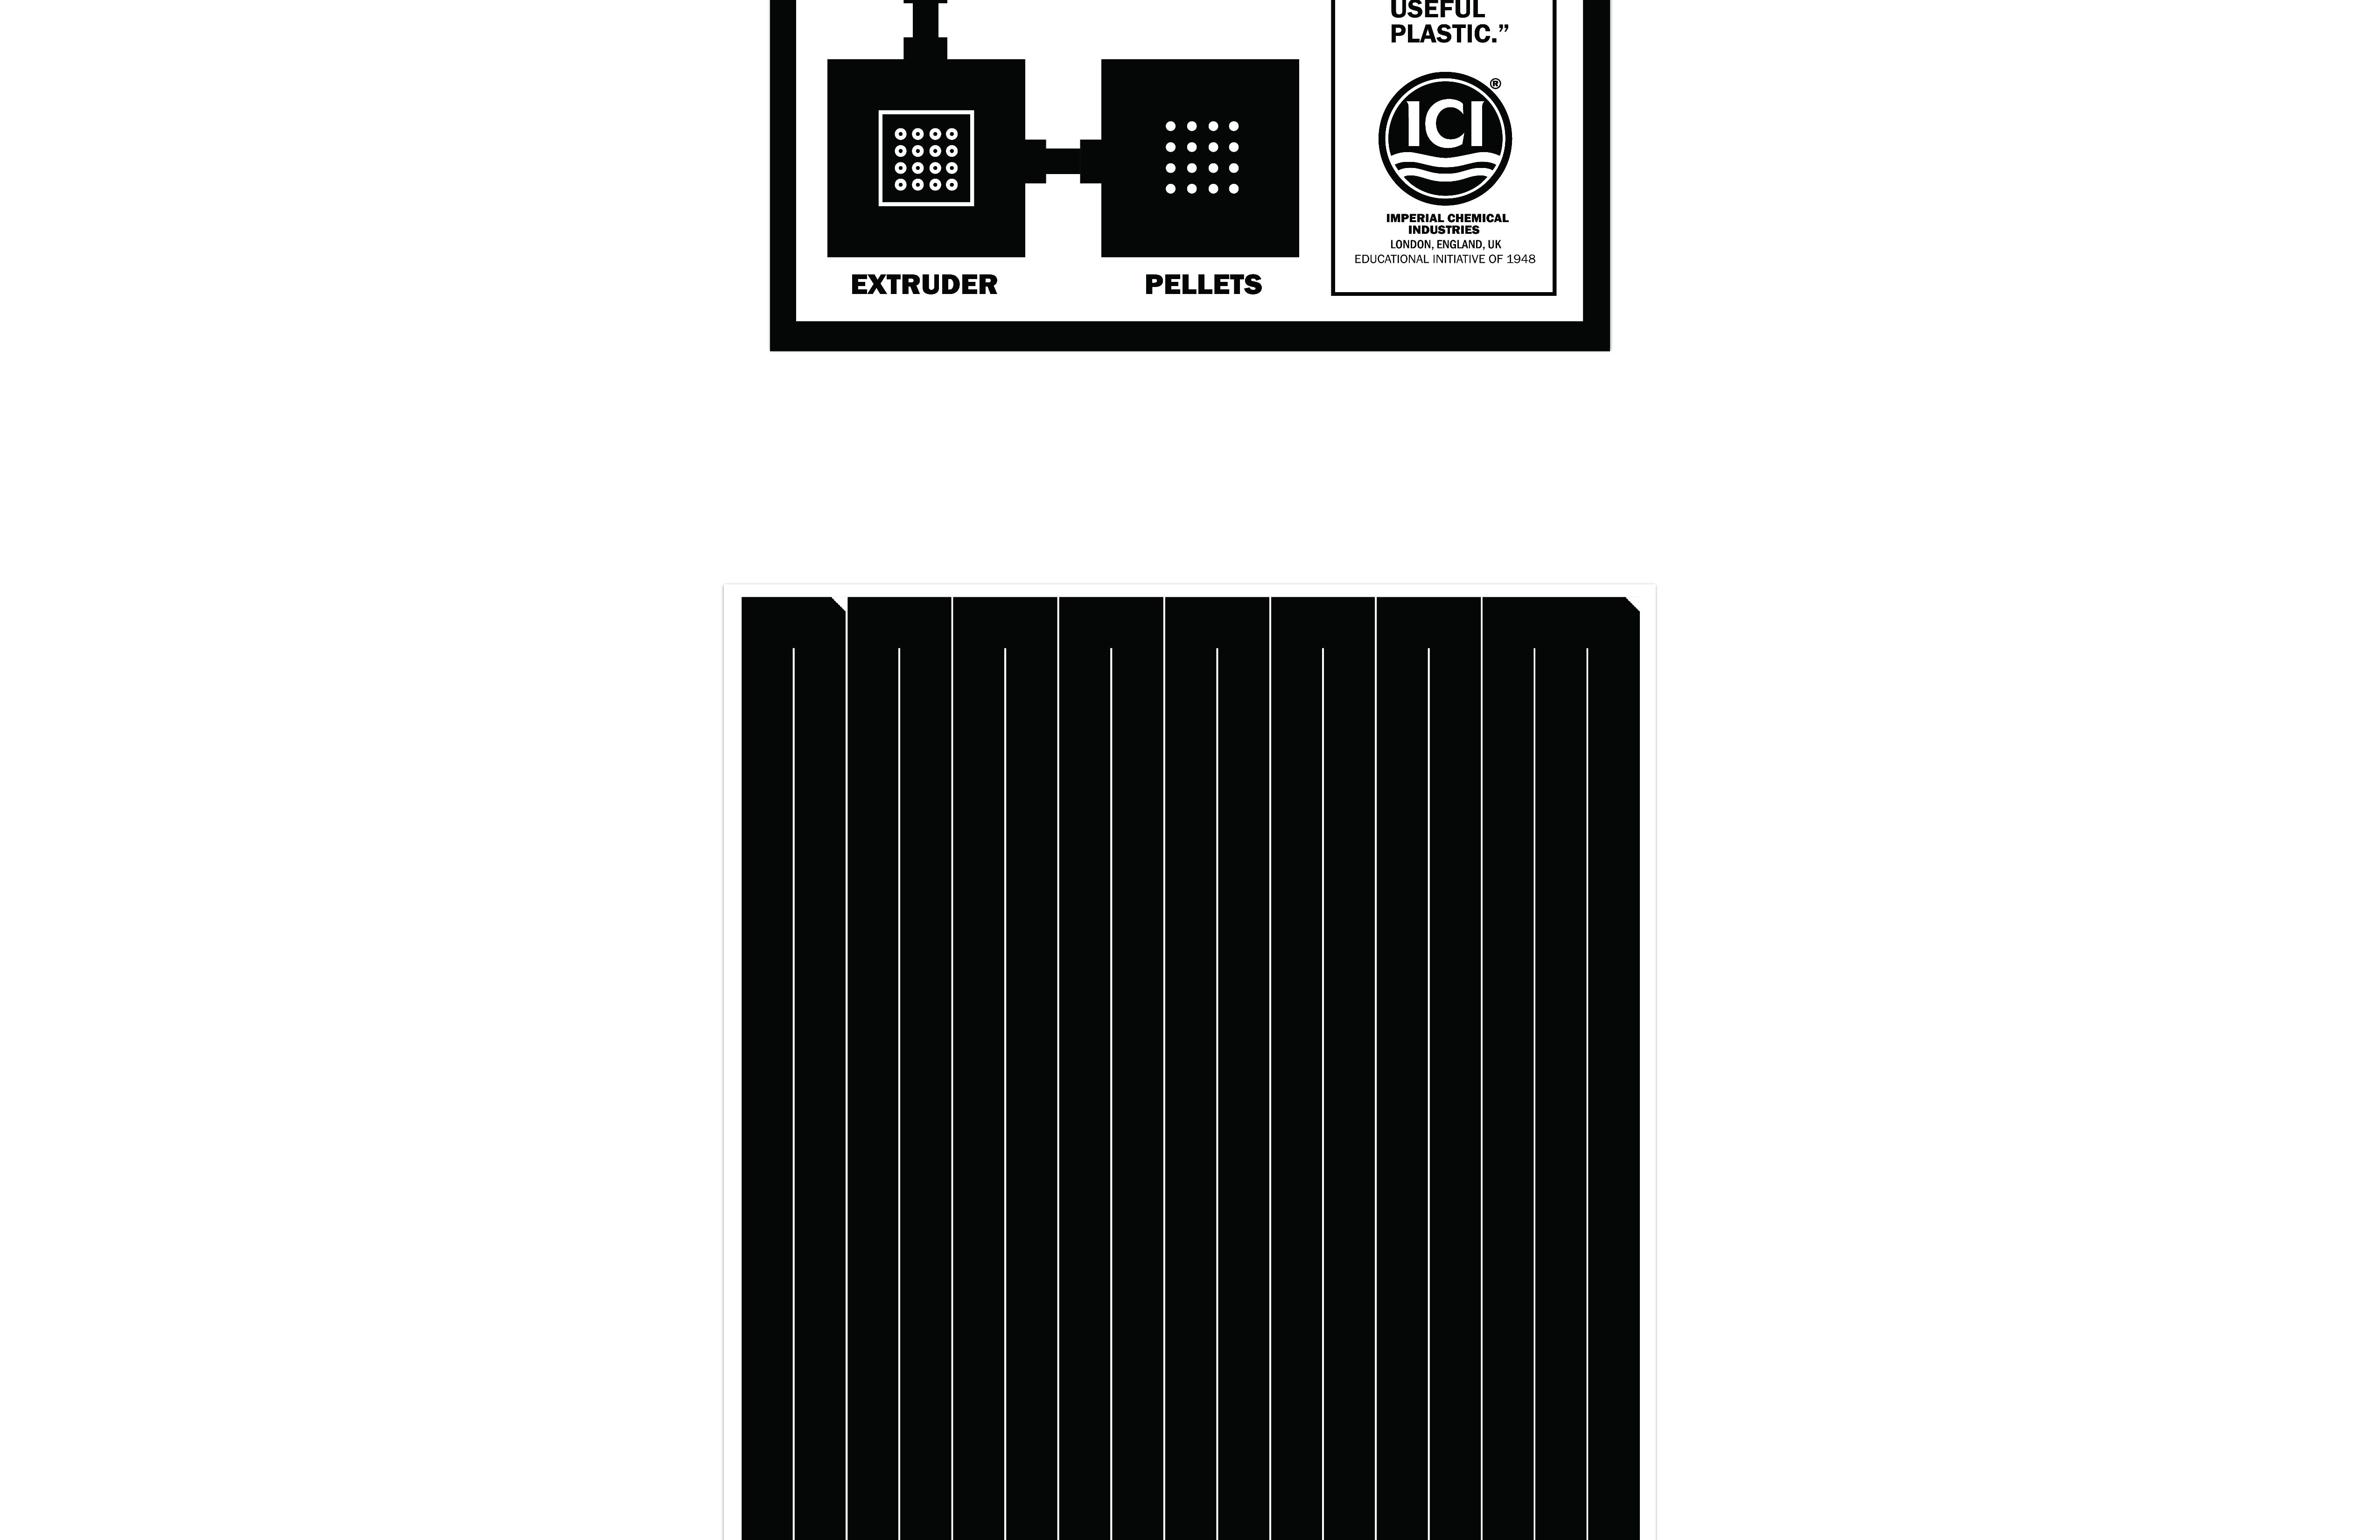 USEFUL
PLASTIC.”
ICI
®
IMPERIAL CHEMICAL
INDUSTRIES
LONDON, ENGLAND, UK
EDUCATIONAL INITIATIVE OF 1948
EXTRUDER
PELLETS